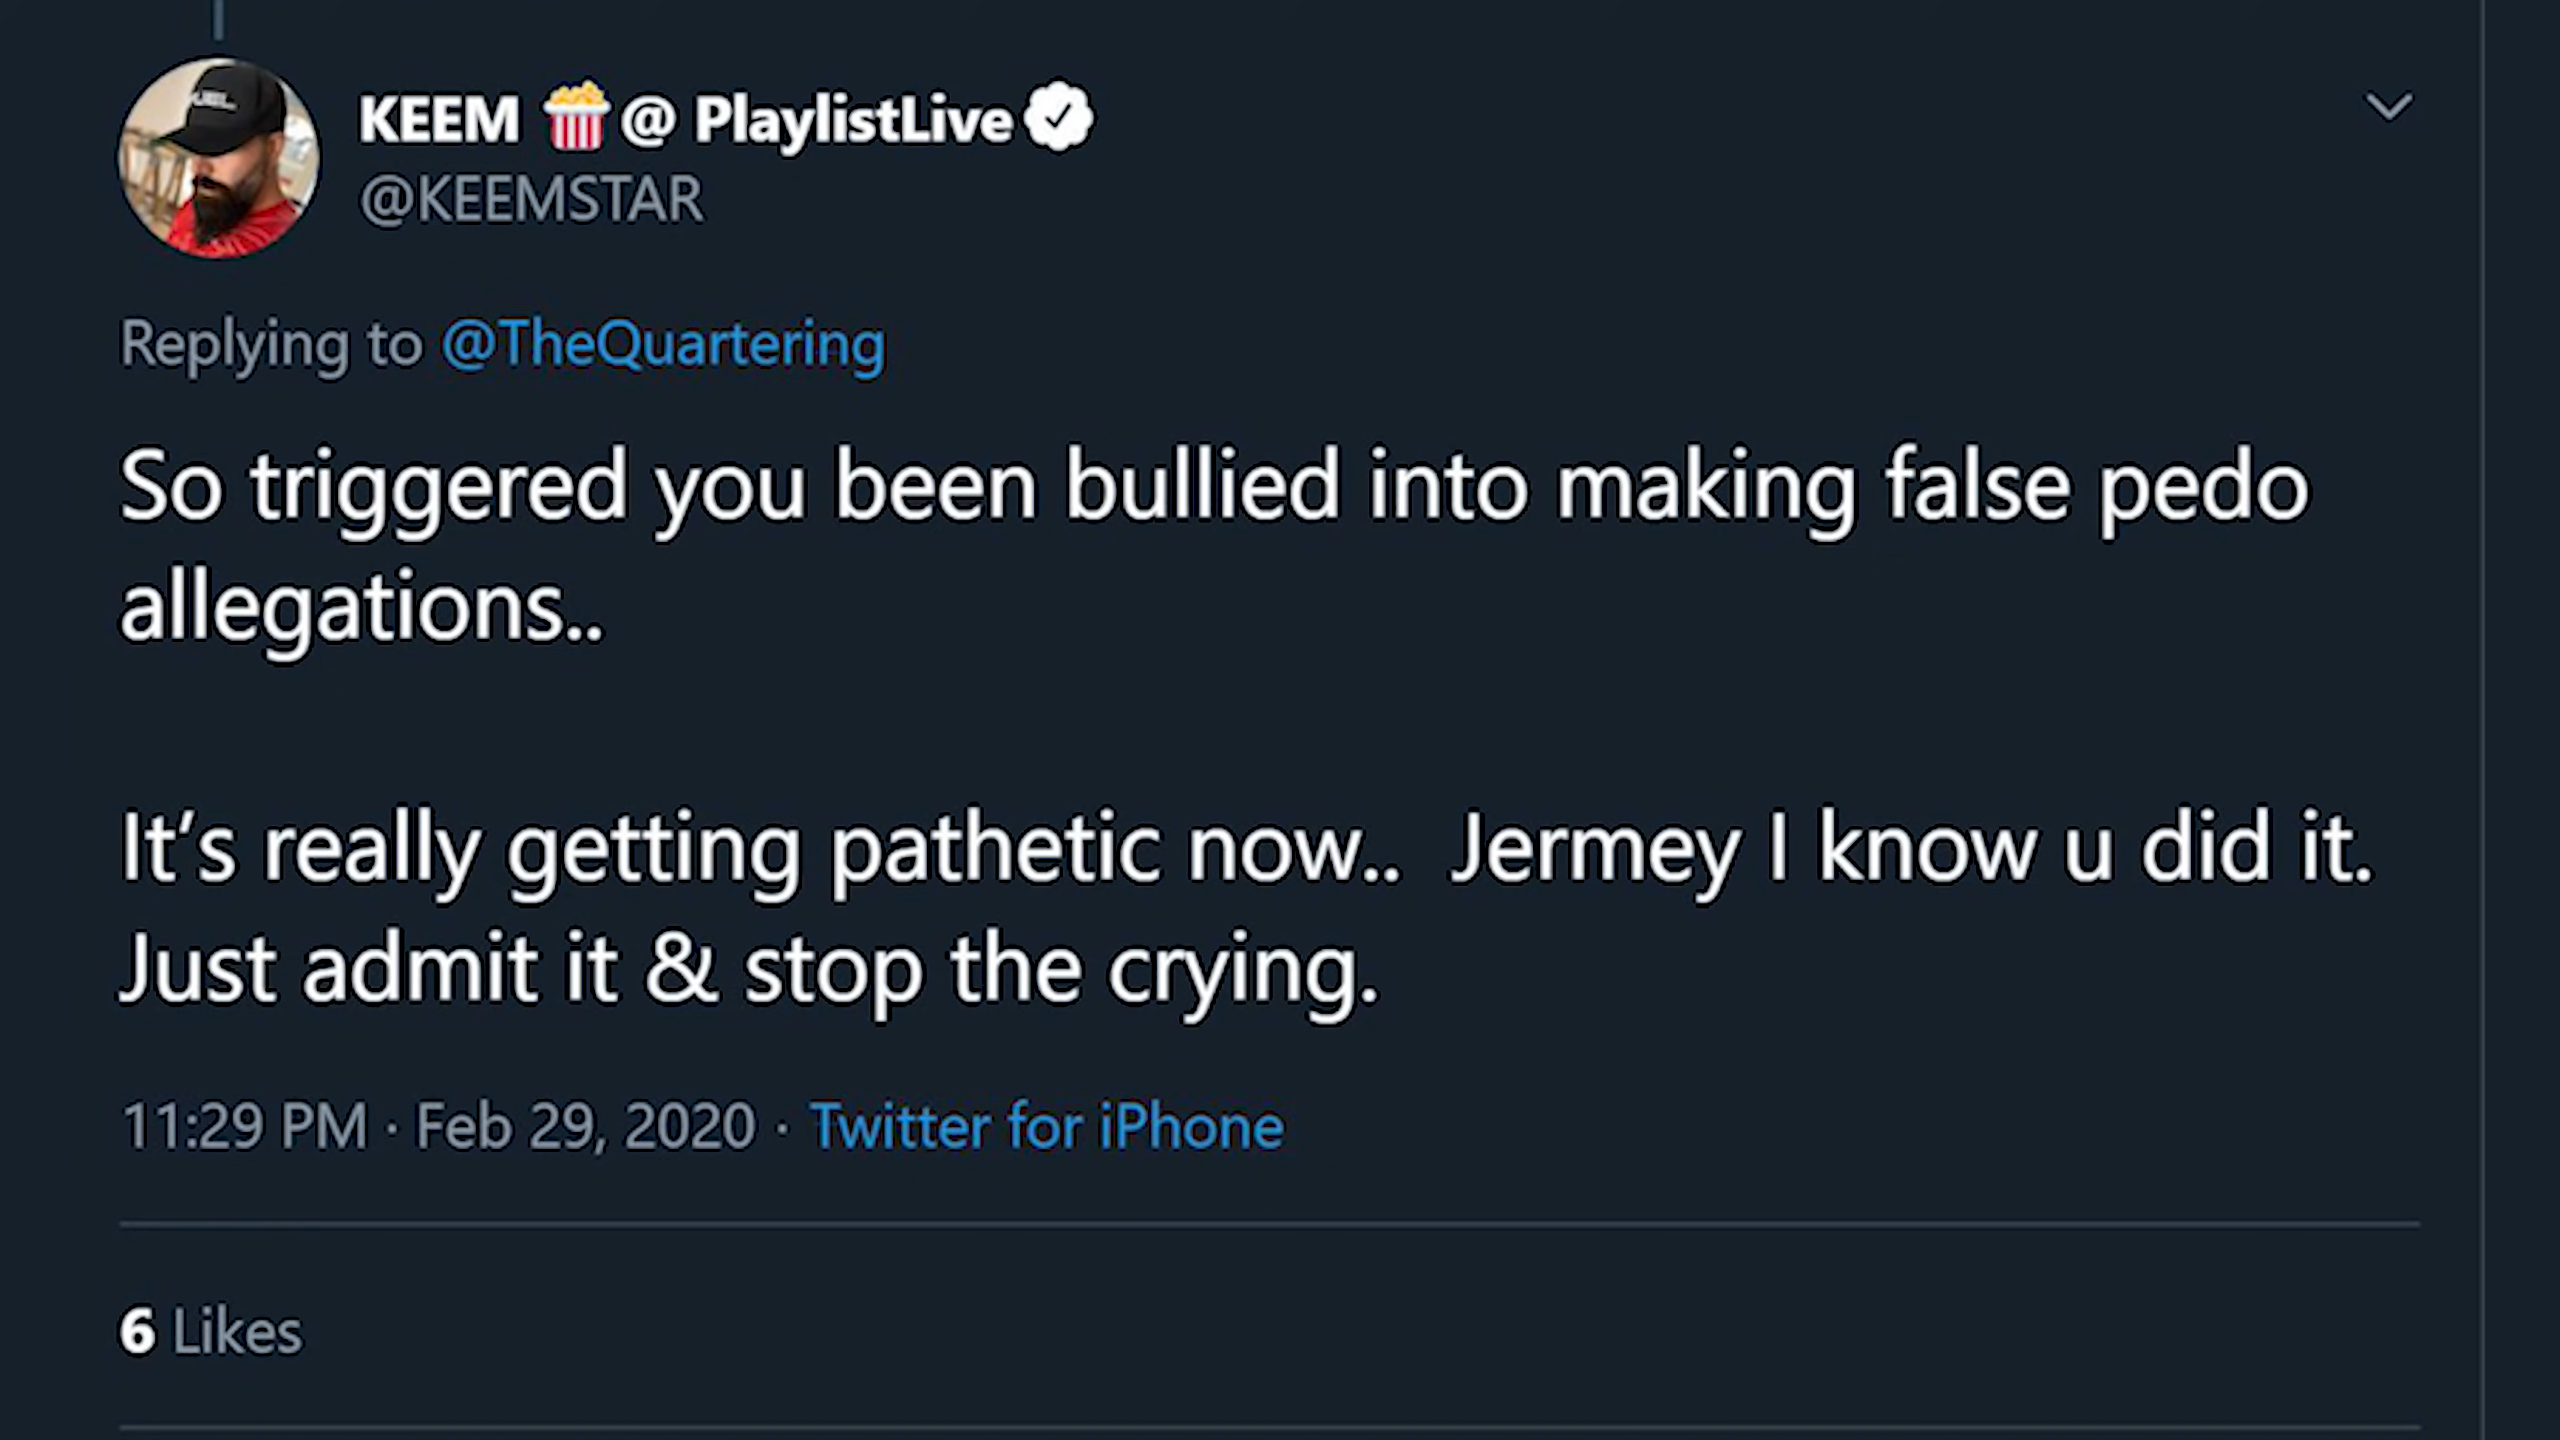 KEEM 🍿@ PlaylistLive
@KEEMSTAR
Replying to @TheQuartering
So triggered you been bullied into making false pedo
allegations..
It’s really getting pathetic now..  Jermey I know u did it.
Just admit it & stop the crying.
11:29 PM · Feb 29, 2020 · Twitter for iPhone
6 Likes